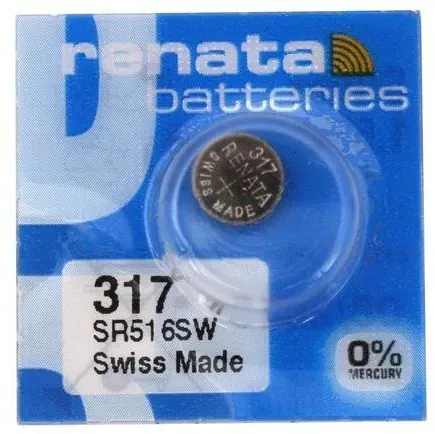 renata
batteries
317
RENATA
+
SWISS MADE
317
SR516SW
Swiss Made
0%
MERCURY